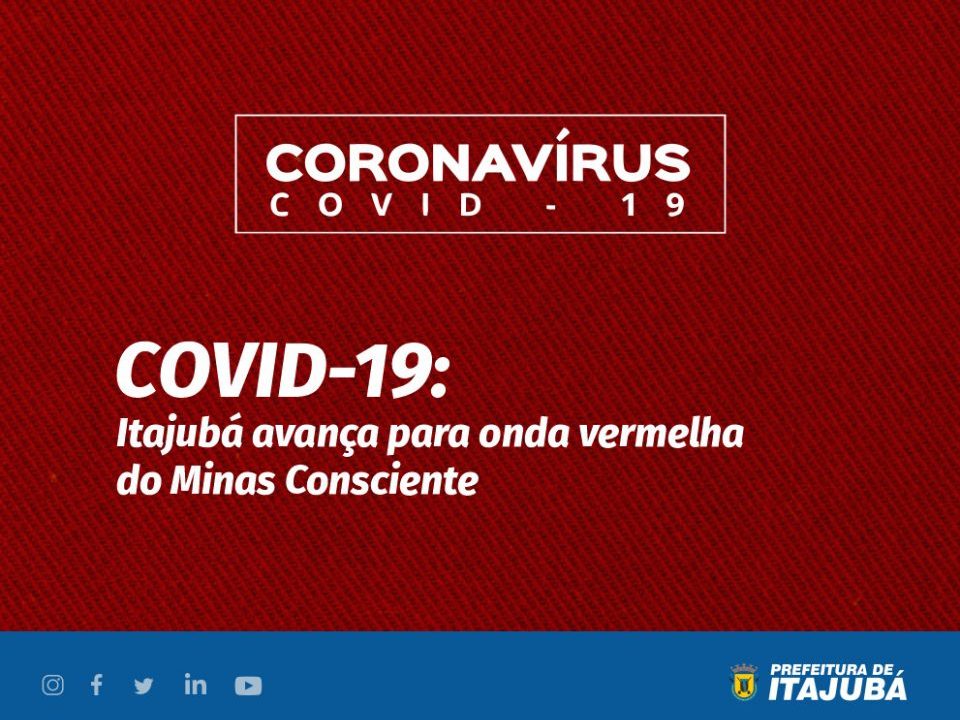 CORONAVÍRUS
COVID - 19
COVID-19:
Itajubá avança para onda vermelha
do Minas Consciente
PREFEITURA DE
ITAJUBÁ